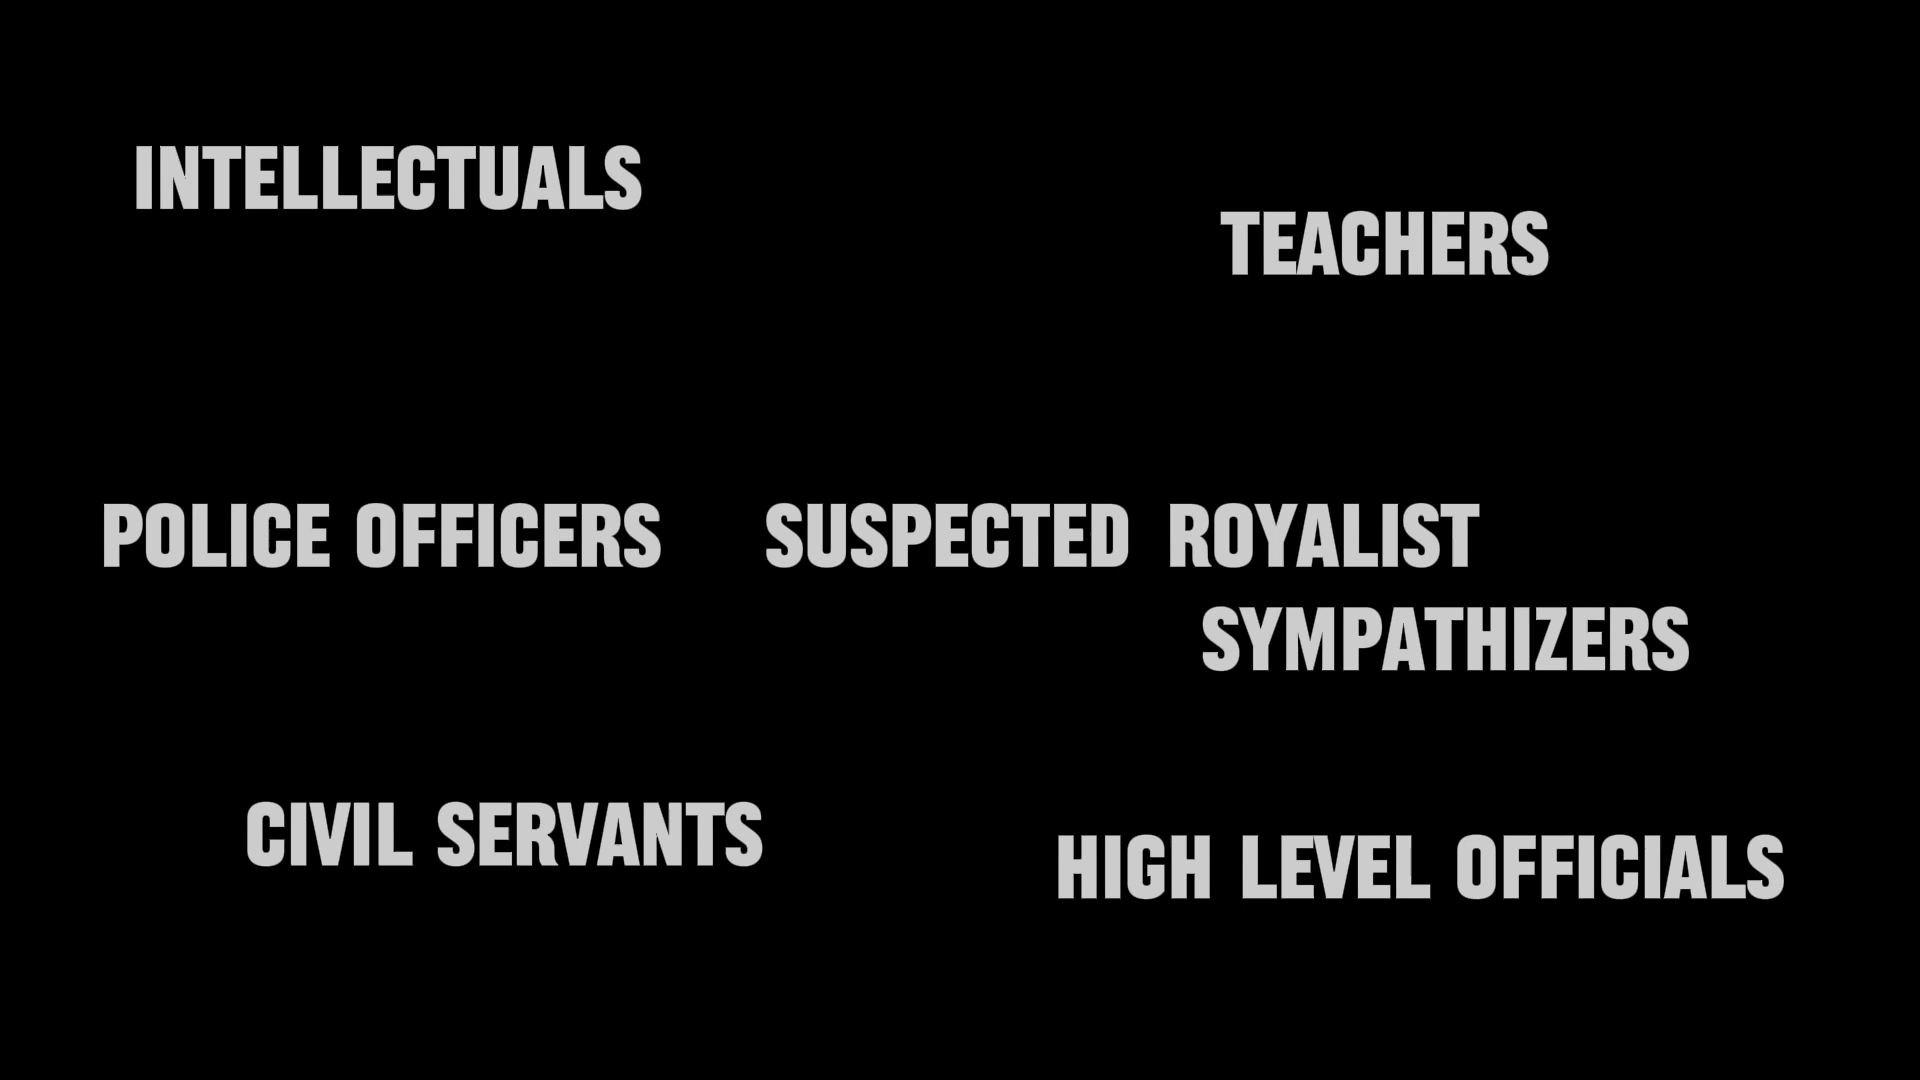 INTELLECTUALS
TEACHERS
POLICE OFFICERS
SUSPECTED ROYALIST
SYMPATHIZERS
CIVIL SERVANTS
HIGH LEVEL OFFICIALS